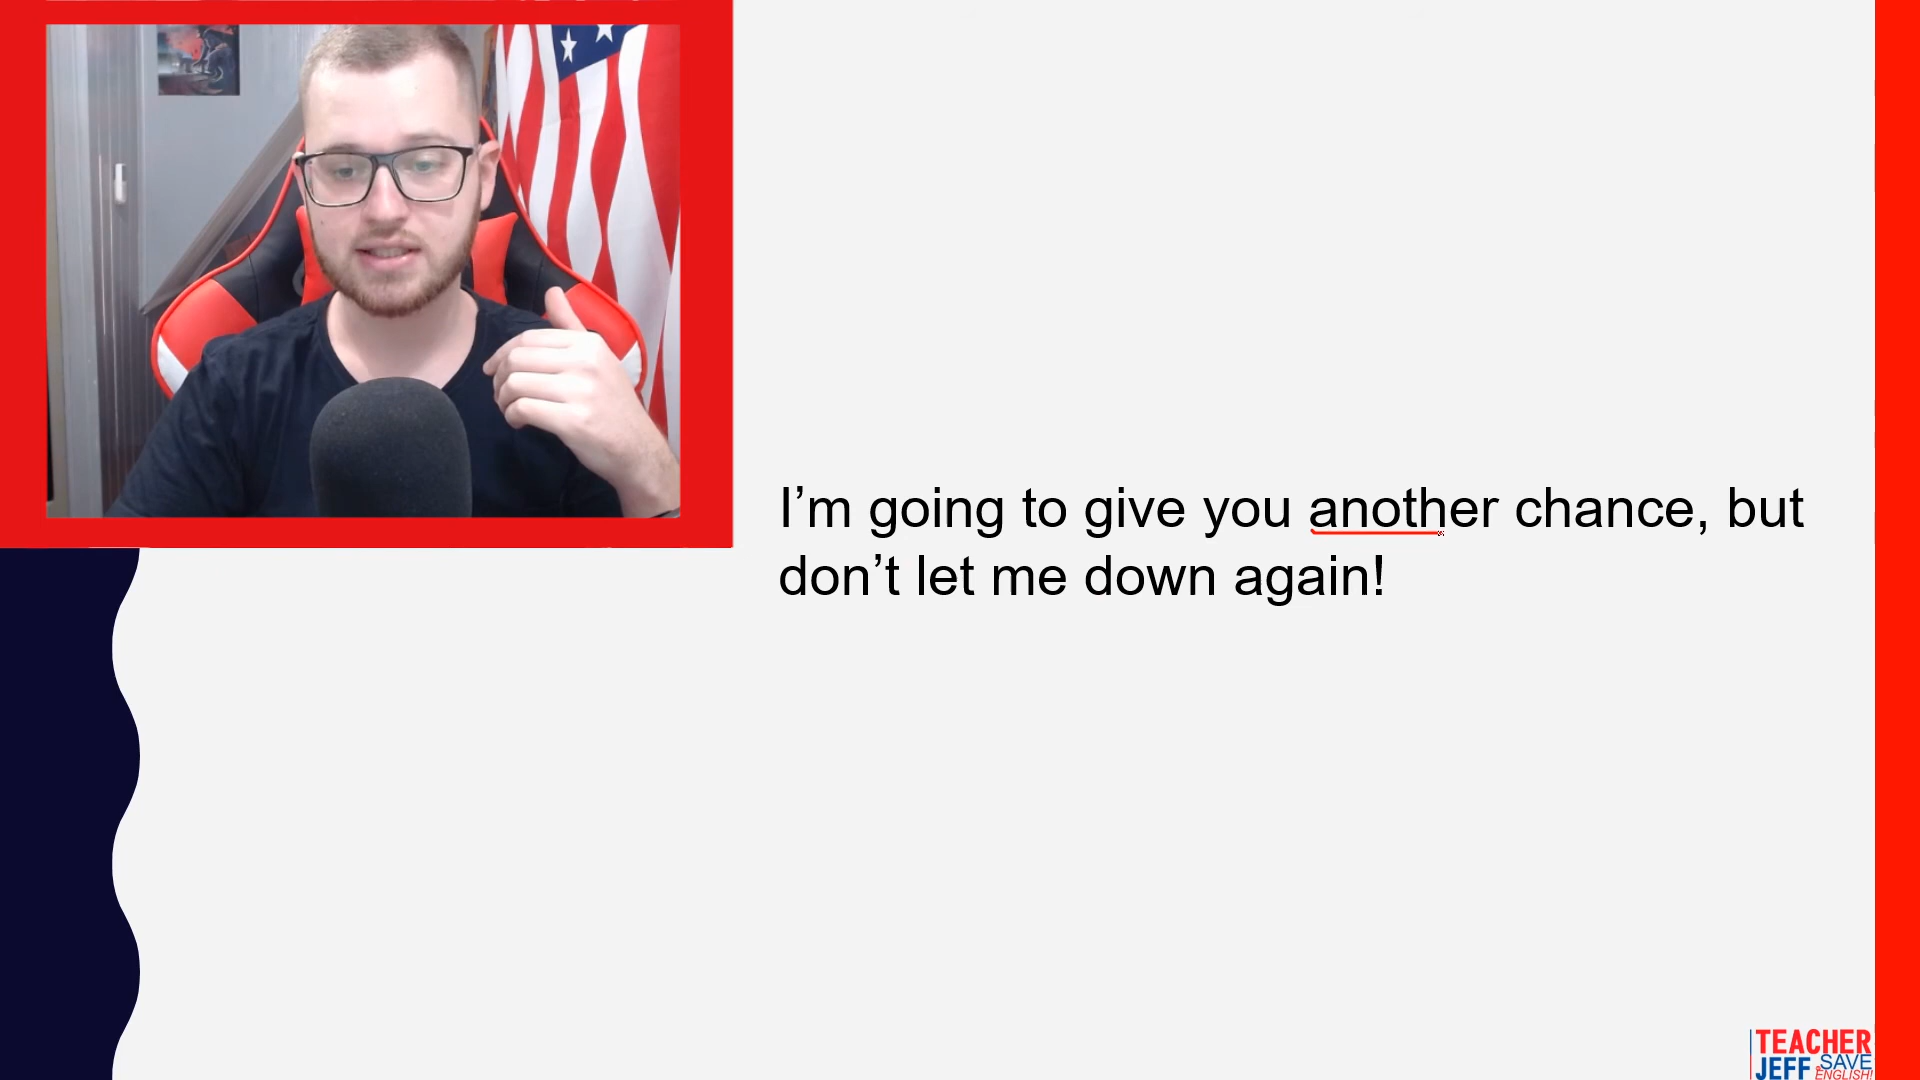 I’m going to give you another chance, but
don’t let me down again!
TEACHER
JEFF SAVE
ENGLISH!